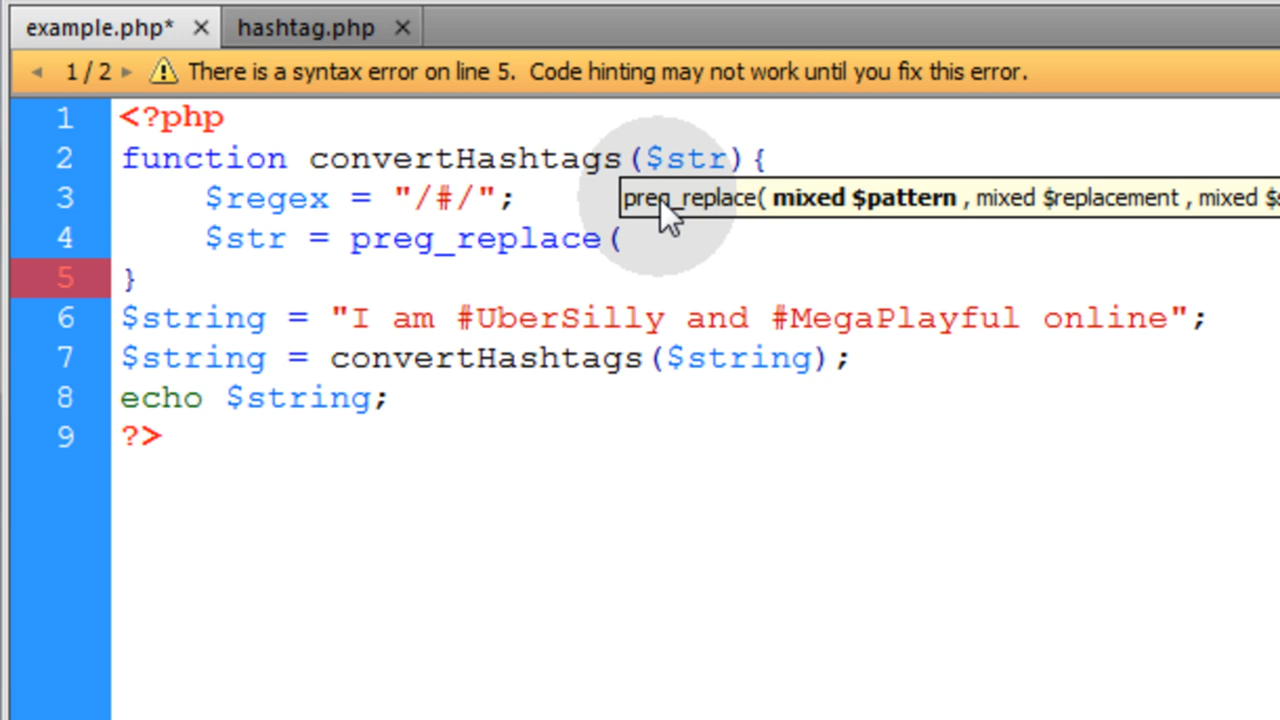 example.php* × hashtag.php ×
1 / 2 There is a syntax error on line 5. Code hinting may not work until you fix this error.
1 <?php
2 function convertHashtags($str){
3 $regex = "/#/";
preg_replace( mixed $pattern , mixed $replacement , mixed
4 $str = preg_replace(
5 }
6 $string = "I am #UberSilly and #MegaPlayful online";
7 $string = convertHashtags($string);
8 echo $string;
9 ?>